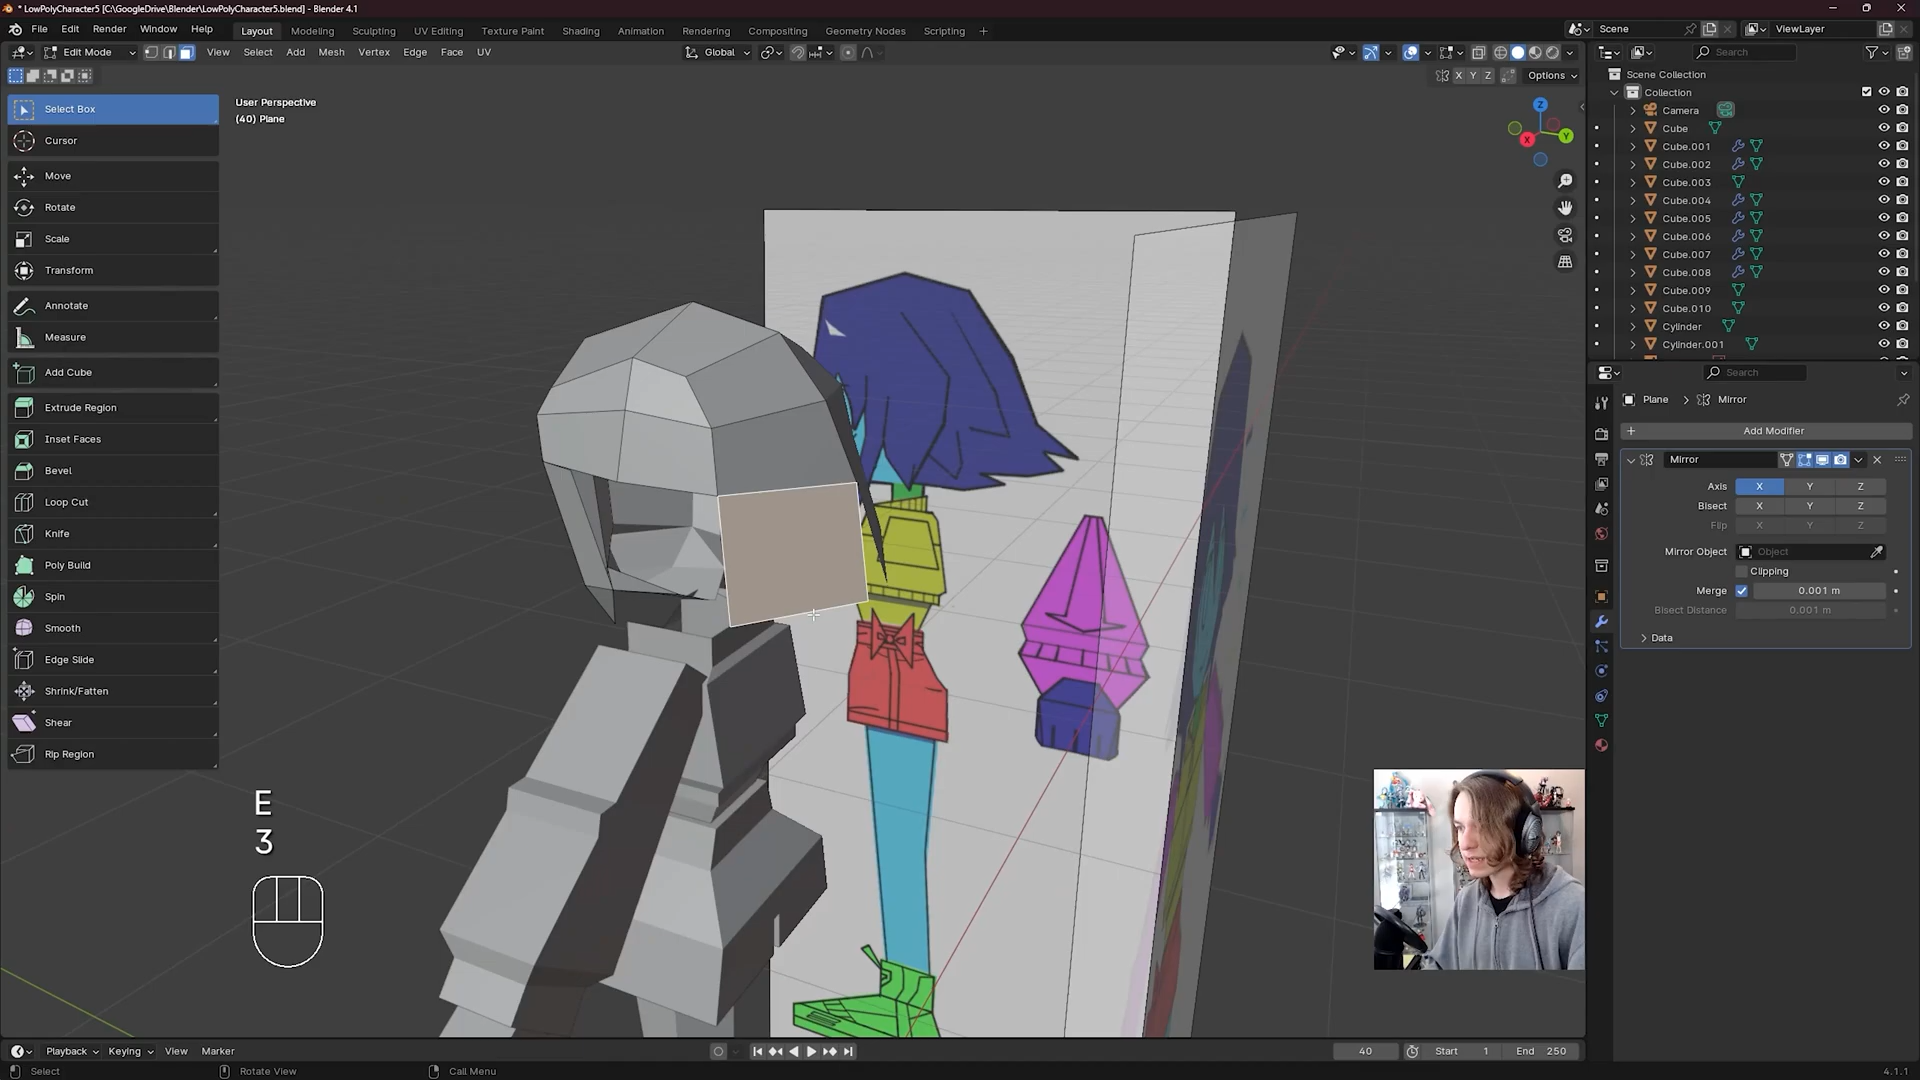 * LowPolyCharacter5 [C:\GoogleDrive\Blender\LowPolyCharacter5.blend] - Blender 4.1
File Edit Render Window Help
Layout Modeling Sculpting UV Editing Texture Paint Shading Animation Rendering Compositing Geometry Nodes Scripting
Scene
ViewLayer
Edit Mode View Select Add Mesh Vertex Edge Face UV
Global
Search
X Y Z Options
User Perspective
(40) Plane
Select Box
Cursor
Move
Rotate
Scale
Transform
Annotate
Measure
Add Cube
Extrude Region
Inset Faces
Bevel
Loop Cut
Knife
Poly Build
Spin
Smooth
Edge Slide
Shrink/Fatten
Shear
Rip Region
E
3
Z
Y
X
Scene Collection
Collection
Camera
Cube
Cube.001
Cube.002
Cube.003
Cube.004
Cube.005
Cube.006
Cube.007
Cube.008
Cube.009
Cube.010
Cylinder
Cylinder.001
Search
Plane > Mirror
Add Modifier
Mirror
Axis X Y Z
Bisect X Y Z
Flip X Y Z
Mirror Object Object
Clipping
Merge 0.001 m
Bisect Distance 0.001 m
Data
Playback Keying View Marker
40 Start 1 End 250
Select Rotate View Call Menu
4.1.1